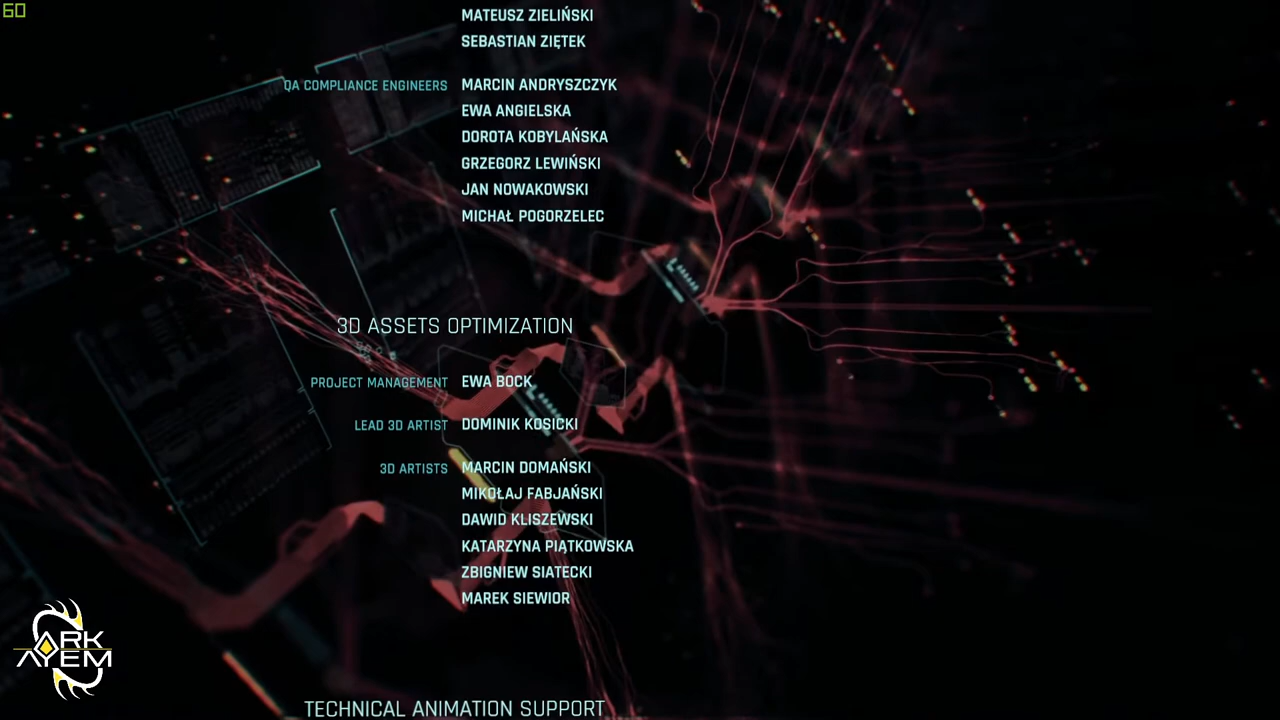 60
MATEUSZ ZIELIŃSKI
SEBASTIAN ZIĘTEK
QA COMPLIANCE ENGINEERS MARCIN ANDRYSZCZYK
EWA ANGIELSKA
DOROTA KOBYLAŃSKA
GRZEGORZ LEWIŃSKI
JAN NOWAKOWSKI
MICHAŁ POGORZELEC
3D ASSETS OPTIMIZATION
PROJECT MANAGEMENT EWA BOCK
LEAD 3D ARTIST DOMINIK KOSICKI
3D ARTISTS MARCIN DOMAŃSKI
MIKOŁAJ FABJAŃSKI
DAWID KLISZEWSKI
KATARZYNA PIĄTKOWSKA
ZBIGNIEW SIATECKI
MAREK SIEWIOR
ARK
AYEM
TECHNICAL ANIMATION SUPPORT